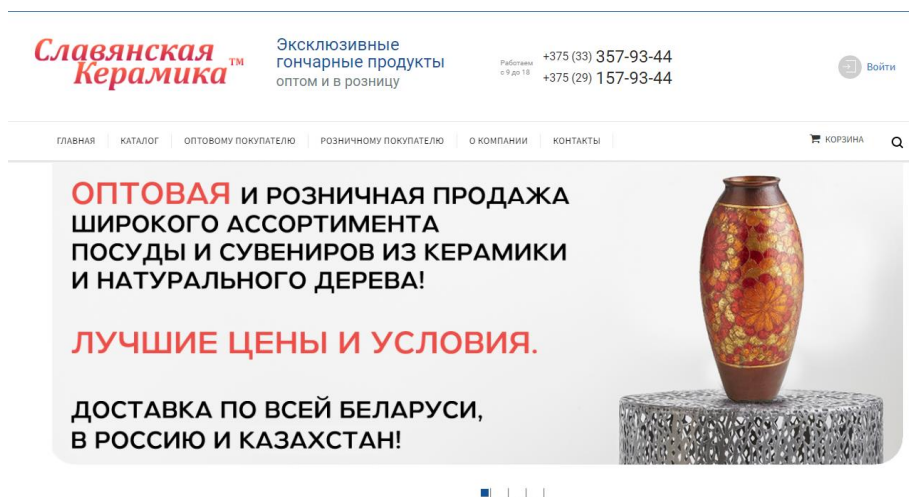 Славянская
Керамика™
Эксклюзивные
гончарные продукты
оптом и в розницу
Работаем
с 9 до 18
+375 (33) 357-93-44
+375 (29) 157-93-44
Войти
ГЛАВНАЯ КАТАЛОГ ОПТОВОМУ ПОКУПАТЕЛЮ РОЗНИЧНОМУ ПОКУПАТЕЛЮ О КОМПАНИИ КОНТАКТЫ КОРЗИНА
ОПТОВАЯ И РОЗНИЧНАЯ ПРОДАЖА
ШИРОКОГО АССОРТИМЕНТА
ПОСУДЫ И СУВЕНИРОВ ИЗ КЕРАМИКИ
И НАТУРАЛЬНОГО ДЕРЕВА!
ЛУЧШИЕ ЦЕНЫ И УСЛОВИЯ.
ДОСТАВКА ПО ВСЕЙ БЕЛАРУСИ,
В РОССИЮ И КАЗАХСТАН!